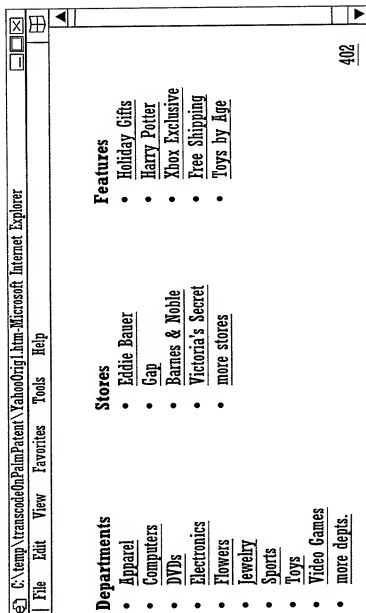 C:\temp\transcodeOnPalmPatent\YahooOrig1.htm-Microsoft Internet Explorer
File Edit View Favorites Tools Help
Departments
• Apparel
• Computers
• DVDs
• Electronics
• Flowers
• Jewelry
• Sports
• Toys
• Video Games
• more depts.
Stores
• Eddie Bauer
• Gap
• Barnes & Noble
• Victoria's Secret
• more stores
Features
• Holiday Gifts
• Harry Potter
• Xbox Exclusive
• Free Shipping
• Toys by Age
402